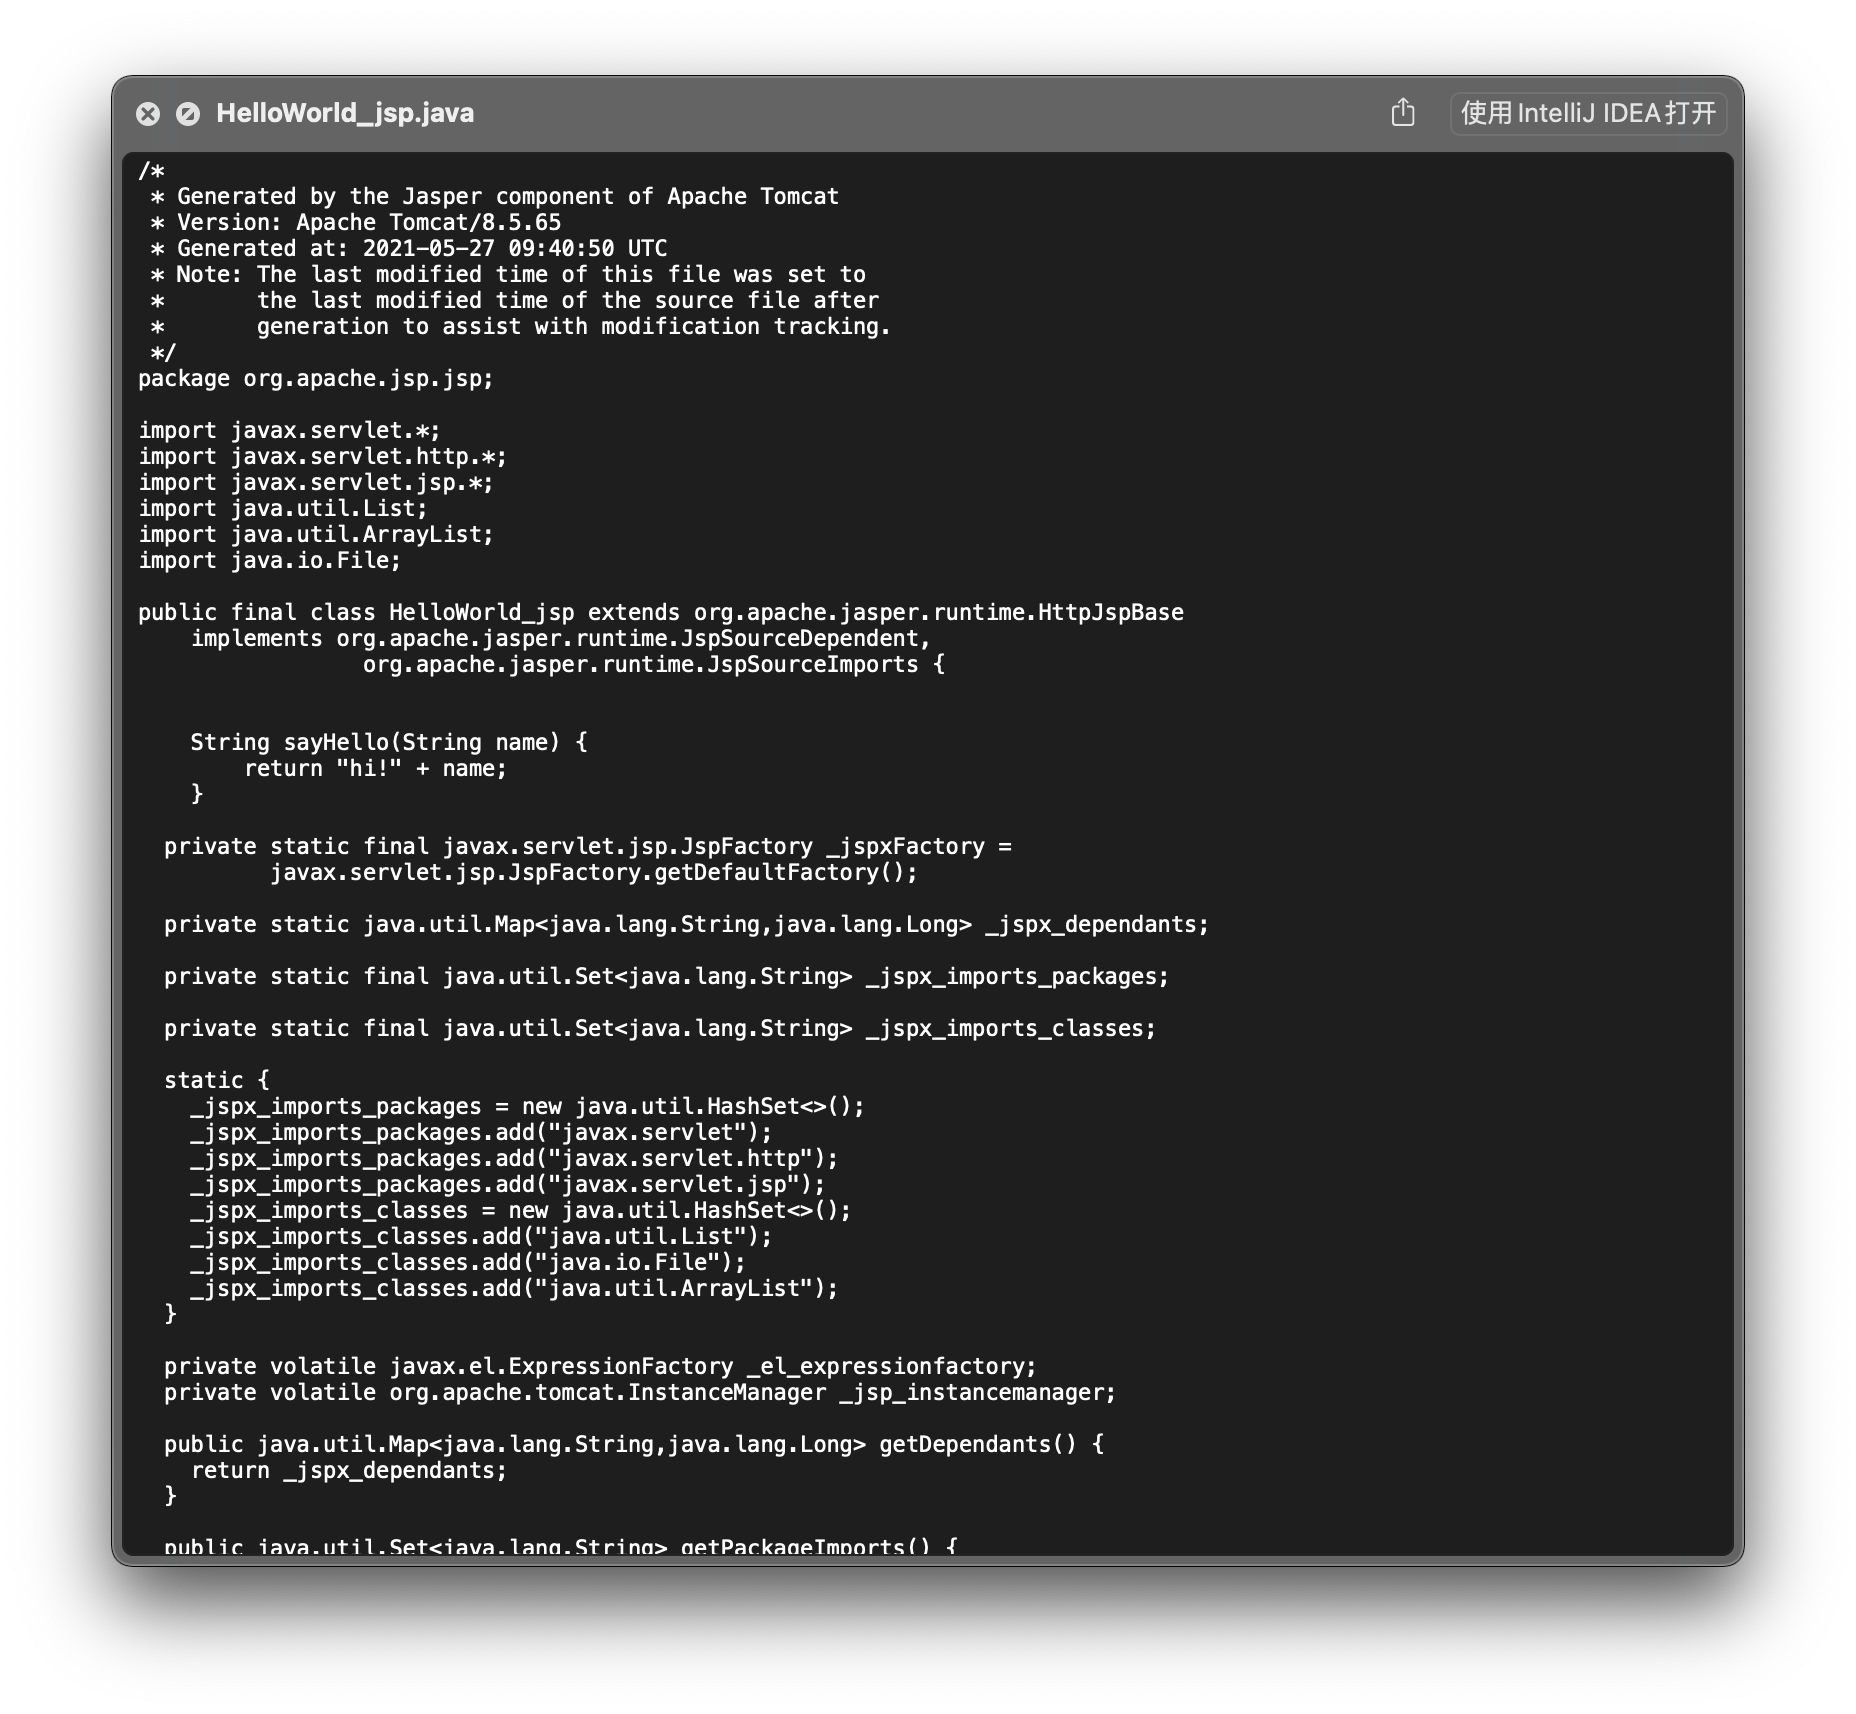 HelloWorld_jsp.java
使用 IntelliJ IDEA 打开
/*
 * Generated by the Jasper component of Apache Tomcat
 * Version: Apache Tomcat/8.5.65
 * Generated at: 2021-05-27 09:40:50 UTC
 * Note: The last modified time of this file was set to
 *       the last modified time of the source file after
 *       generation to assist with modification tracking.
 */
package org.apache.jsp.jsp;

import javax.servlet.*;
import javax.servlet.http.*;
import javax.servlet.jsp.*;
import java.util.List;
import java.util.ArrayList;
import java.io.File;

public final class HelloWorld_jsp extends org.apache.jasper.runtime.HttpJspBase
    implements org.apache.jasper.runtime.JspSourceDependent,
                 org.apache.jasper.runtime.JspSourceImports {


    String sayHello(String name) {
        return "hi!" + name;
    }

  private static final javax.servlet.jsp.JspFactory _jspxFactory =
          javax.servlet.jsp.JspFactory.getDefaultFactory();

  private static java.util.Map<java.lang.String,java.lang.Long> _jspx_dependants;

  private static final java.util.Set<java.lang.String> _jspx_imports_packages;

  private static final java.util.Set<java.lang.String> _jspx_imports_classes;

  static {
    _jspx_imports_packages = new java.util.HashSet<>();
    _jspx_imports_packages.add("javax.servlet");
    _jspx_imports_packages.add("javax.servlet.http");
    _jspx_imports_packages.add("javax.servlet.jsp");
    _jspx_imports_classes = new java.util.HashSet<>();
    _jspx_imports_classes.add("java.util.List");
    _jspx_imports_classes.add("java.io.File");
    _jspx_imports_classes.add("java.util.ArrayList");
  }

  private volatile javax.el.ExpressionFactory _el_expressionfactory;
  private volatile org.apache.tomcat.InstanceManager _jsp_instancemanager;

  public java.util.Map<java.lang.String,java.lang.Long> getDependants() {
    return _jspx_dependants;
  }

  public java.util.Set<java.lang.String> getPackageImports() {